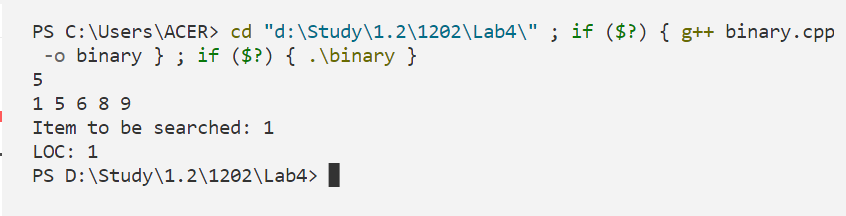 PS C:\Users\ACER> cd "d:\Study\1.2\1202\Lab4\" ; if ($?) { g++ binary.cpp
-o binary } ; if ($?) { .\binary }
5
1 5 6 8 9
Item to be searched: 1
LOC: 1
PS D:\Study\1.2\1202\Lab4>